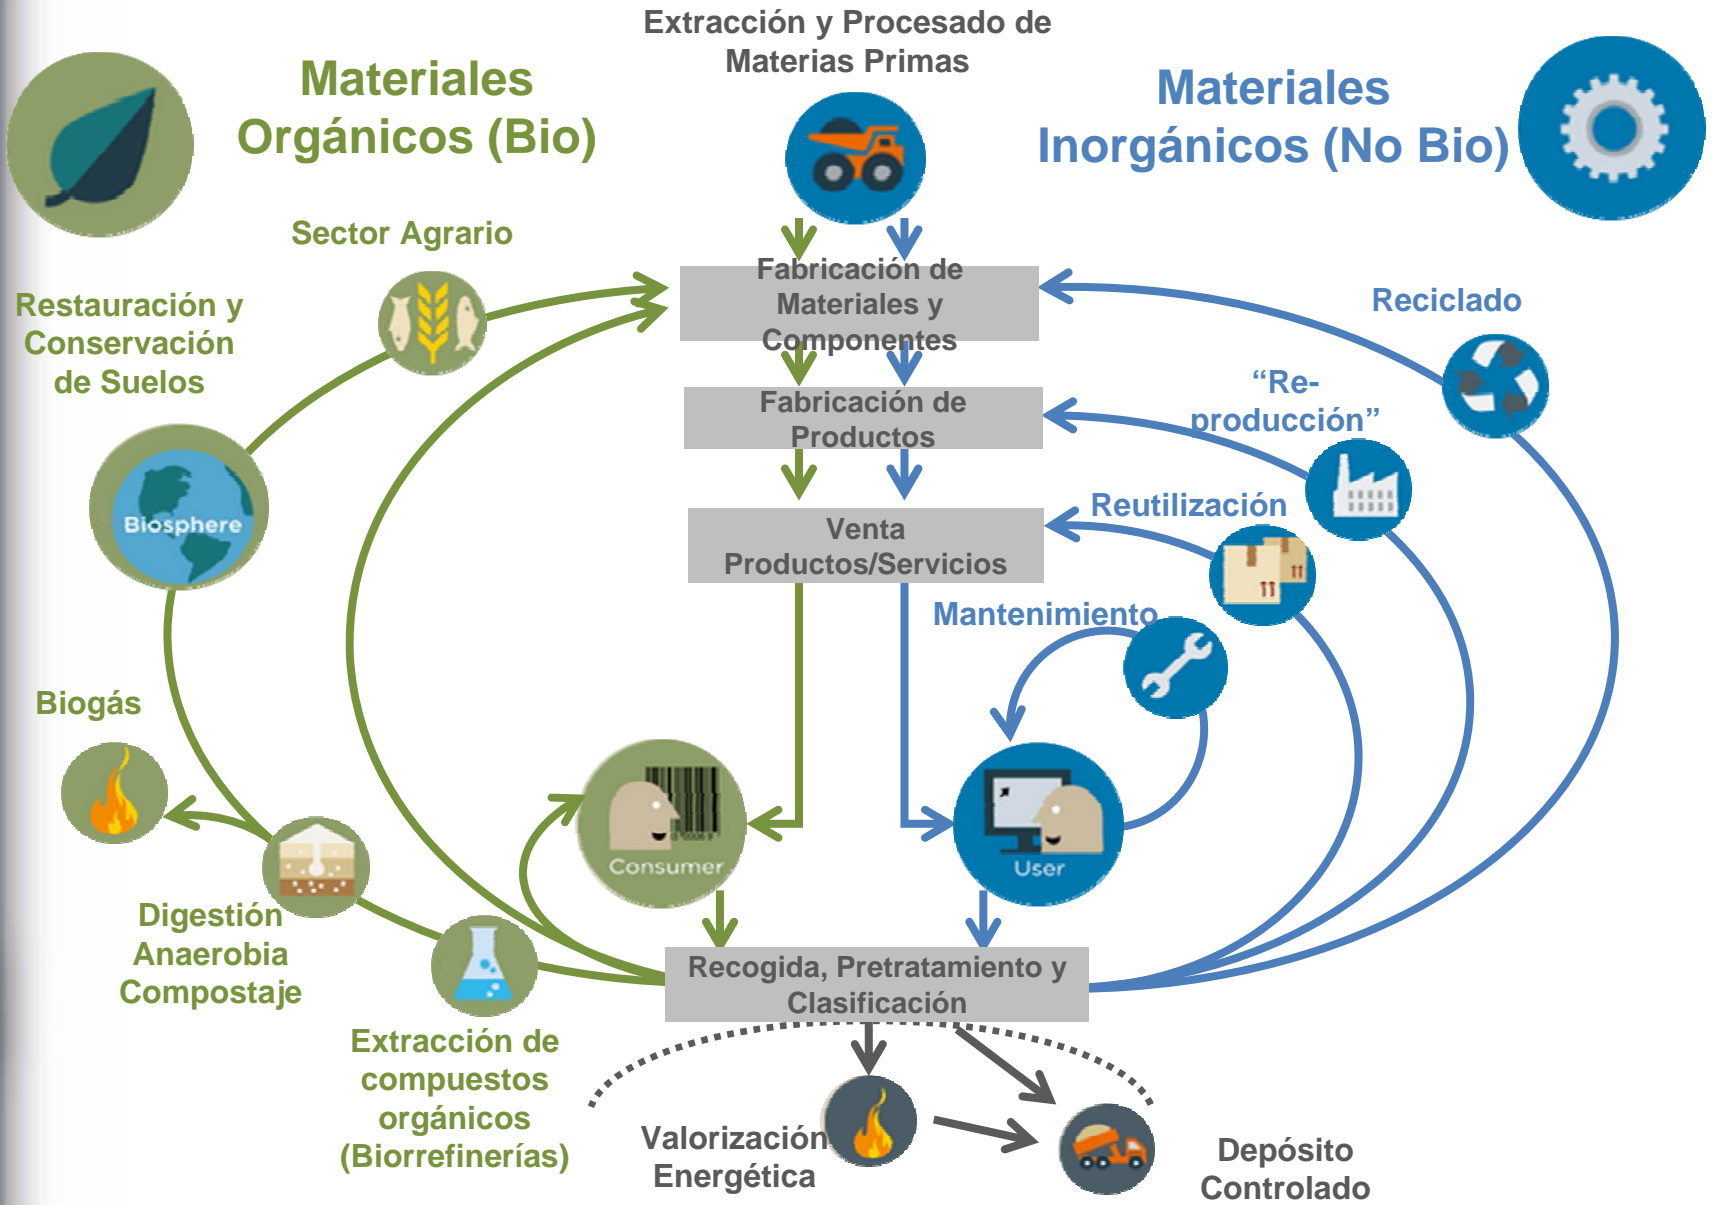 Extracción y Procesado de
Materias Primas
Materiales
Orgánicos (Bio)
Materiales
Inorgánicos (No Bio)
Sector Agrario
Restauración y
Conservación
de Suelos
Biosphere
Fabricación de
Materiales y
Componentes
Reciclado
Fabricación de
Productos
“Re-
producción”
Venta
Productos/Servicios
Reutilización
Mantenimiento
Biogás
Consumer
User
Digestión
Anaerobia
Compostaje
Recogida, Pretratamiento y
Clasificación
Extracción de
compuestos
orgánicos
(Biorrefinerías)
Valorización
Energética
Depósito
Controlado